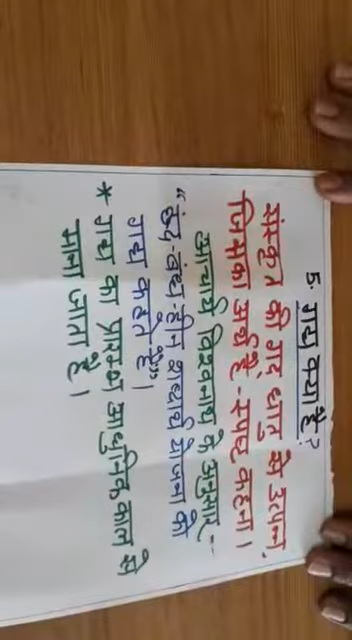 5. गद्य क्या है?
संस्कृत की गद् धातु से उत्पन्न,
जिसका अर्थ है - स्पष्ट कहना।
आचार्य विश्वनाथ के अनुसार :-
"छंद-बंध-हीन शब्दार्थ योजना को
गद्य कहते है"।
* गद्य का प्रारम्भ आधुनिक काल से
माना जाता है।